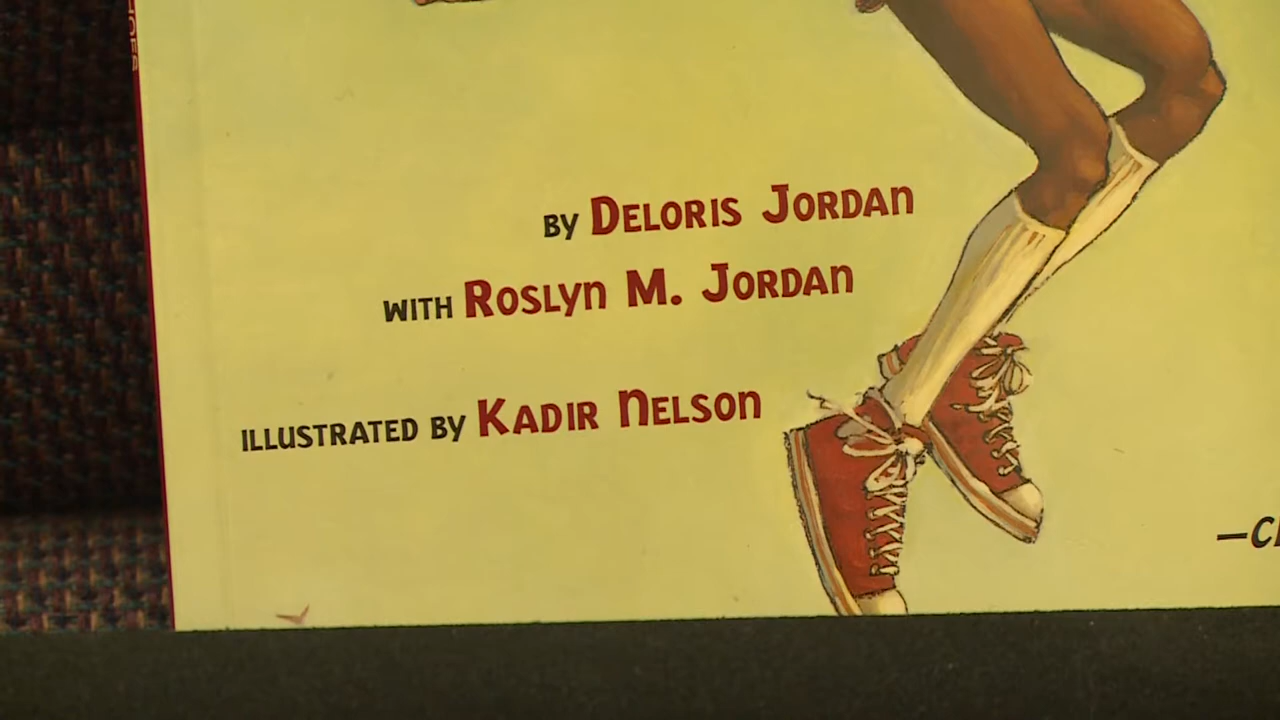 BY DELORIS JORDAN
WITH ROSLYN M. JORDAN
ILLUSTRATED BY KADIR NELSON